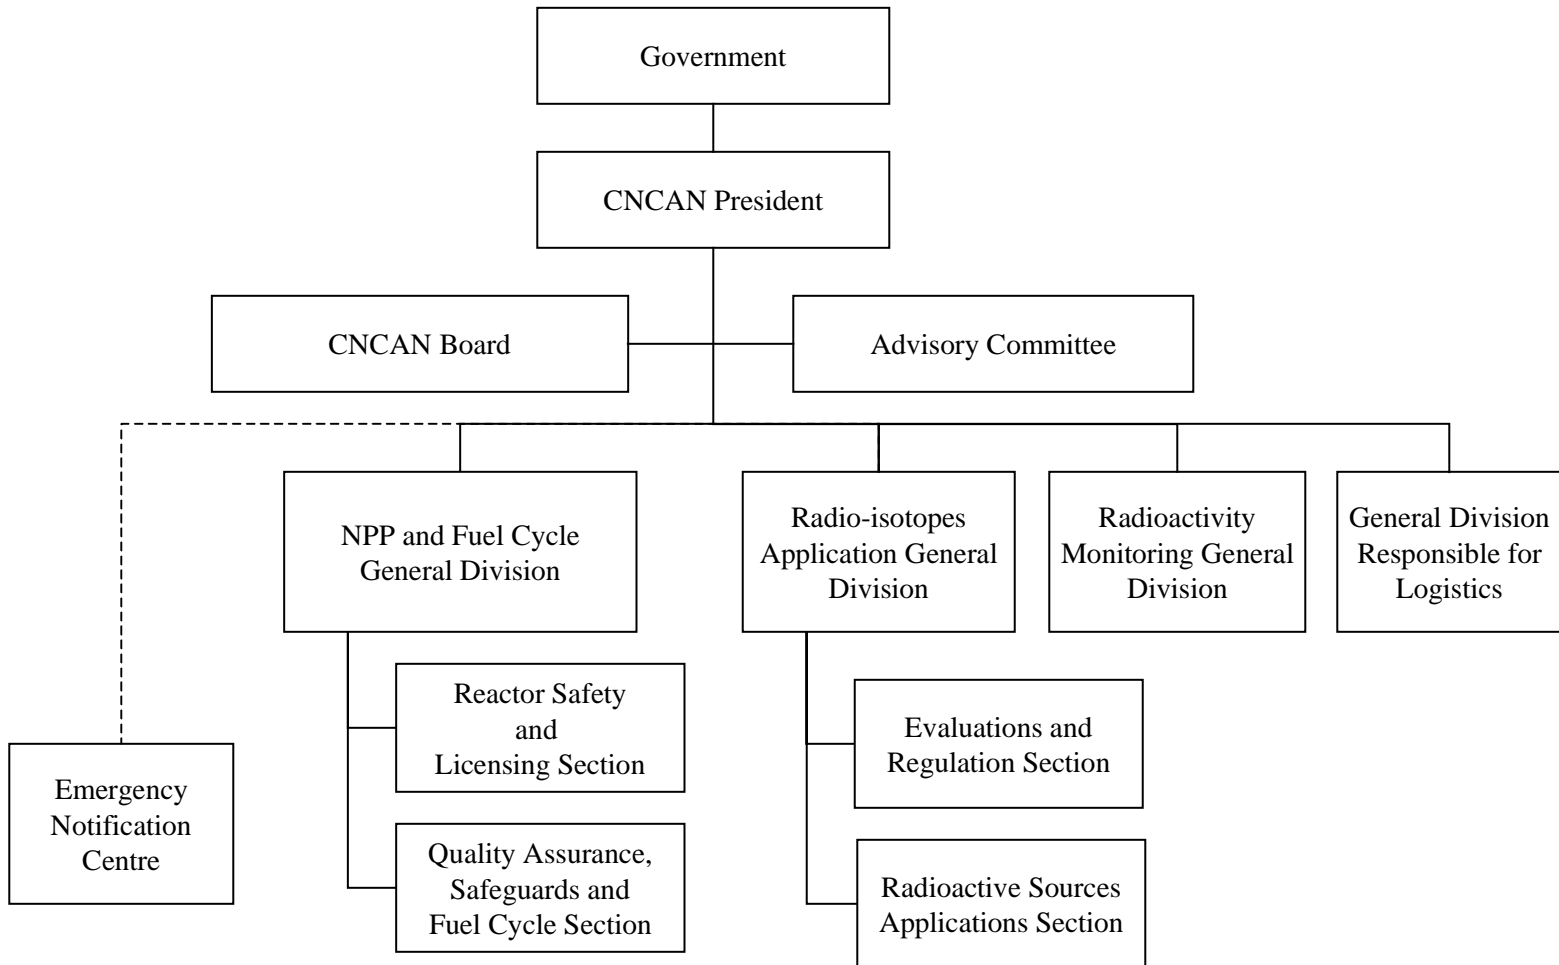 Government
CNCAN President
CNCAN Board
Advisory Committee
NPP and Fuel Cycle
General Division
Radio-isotopes
Application General
Division
Radioactivity
Monitoring General
Division
General Division
Responsible for
Logistics
Reactor Safety
and
Licensing Section
Evaluations and
Regulation Section
Emergency
Notification
Centre
Quality Assurance,
Safeguards and
Fuel Cycle Section
Radioactive Sources
Applications Section